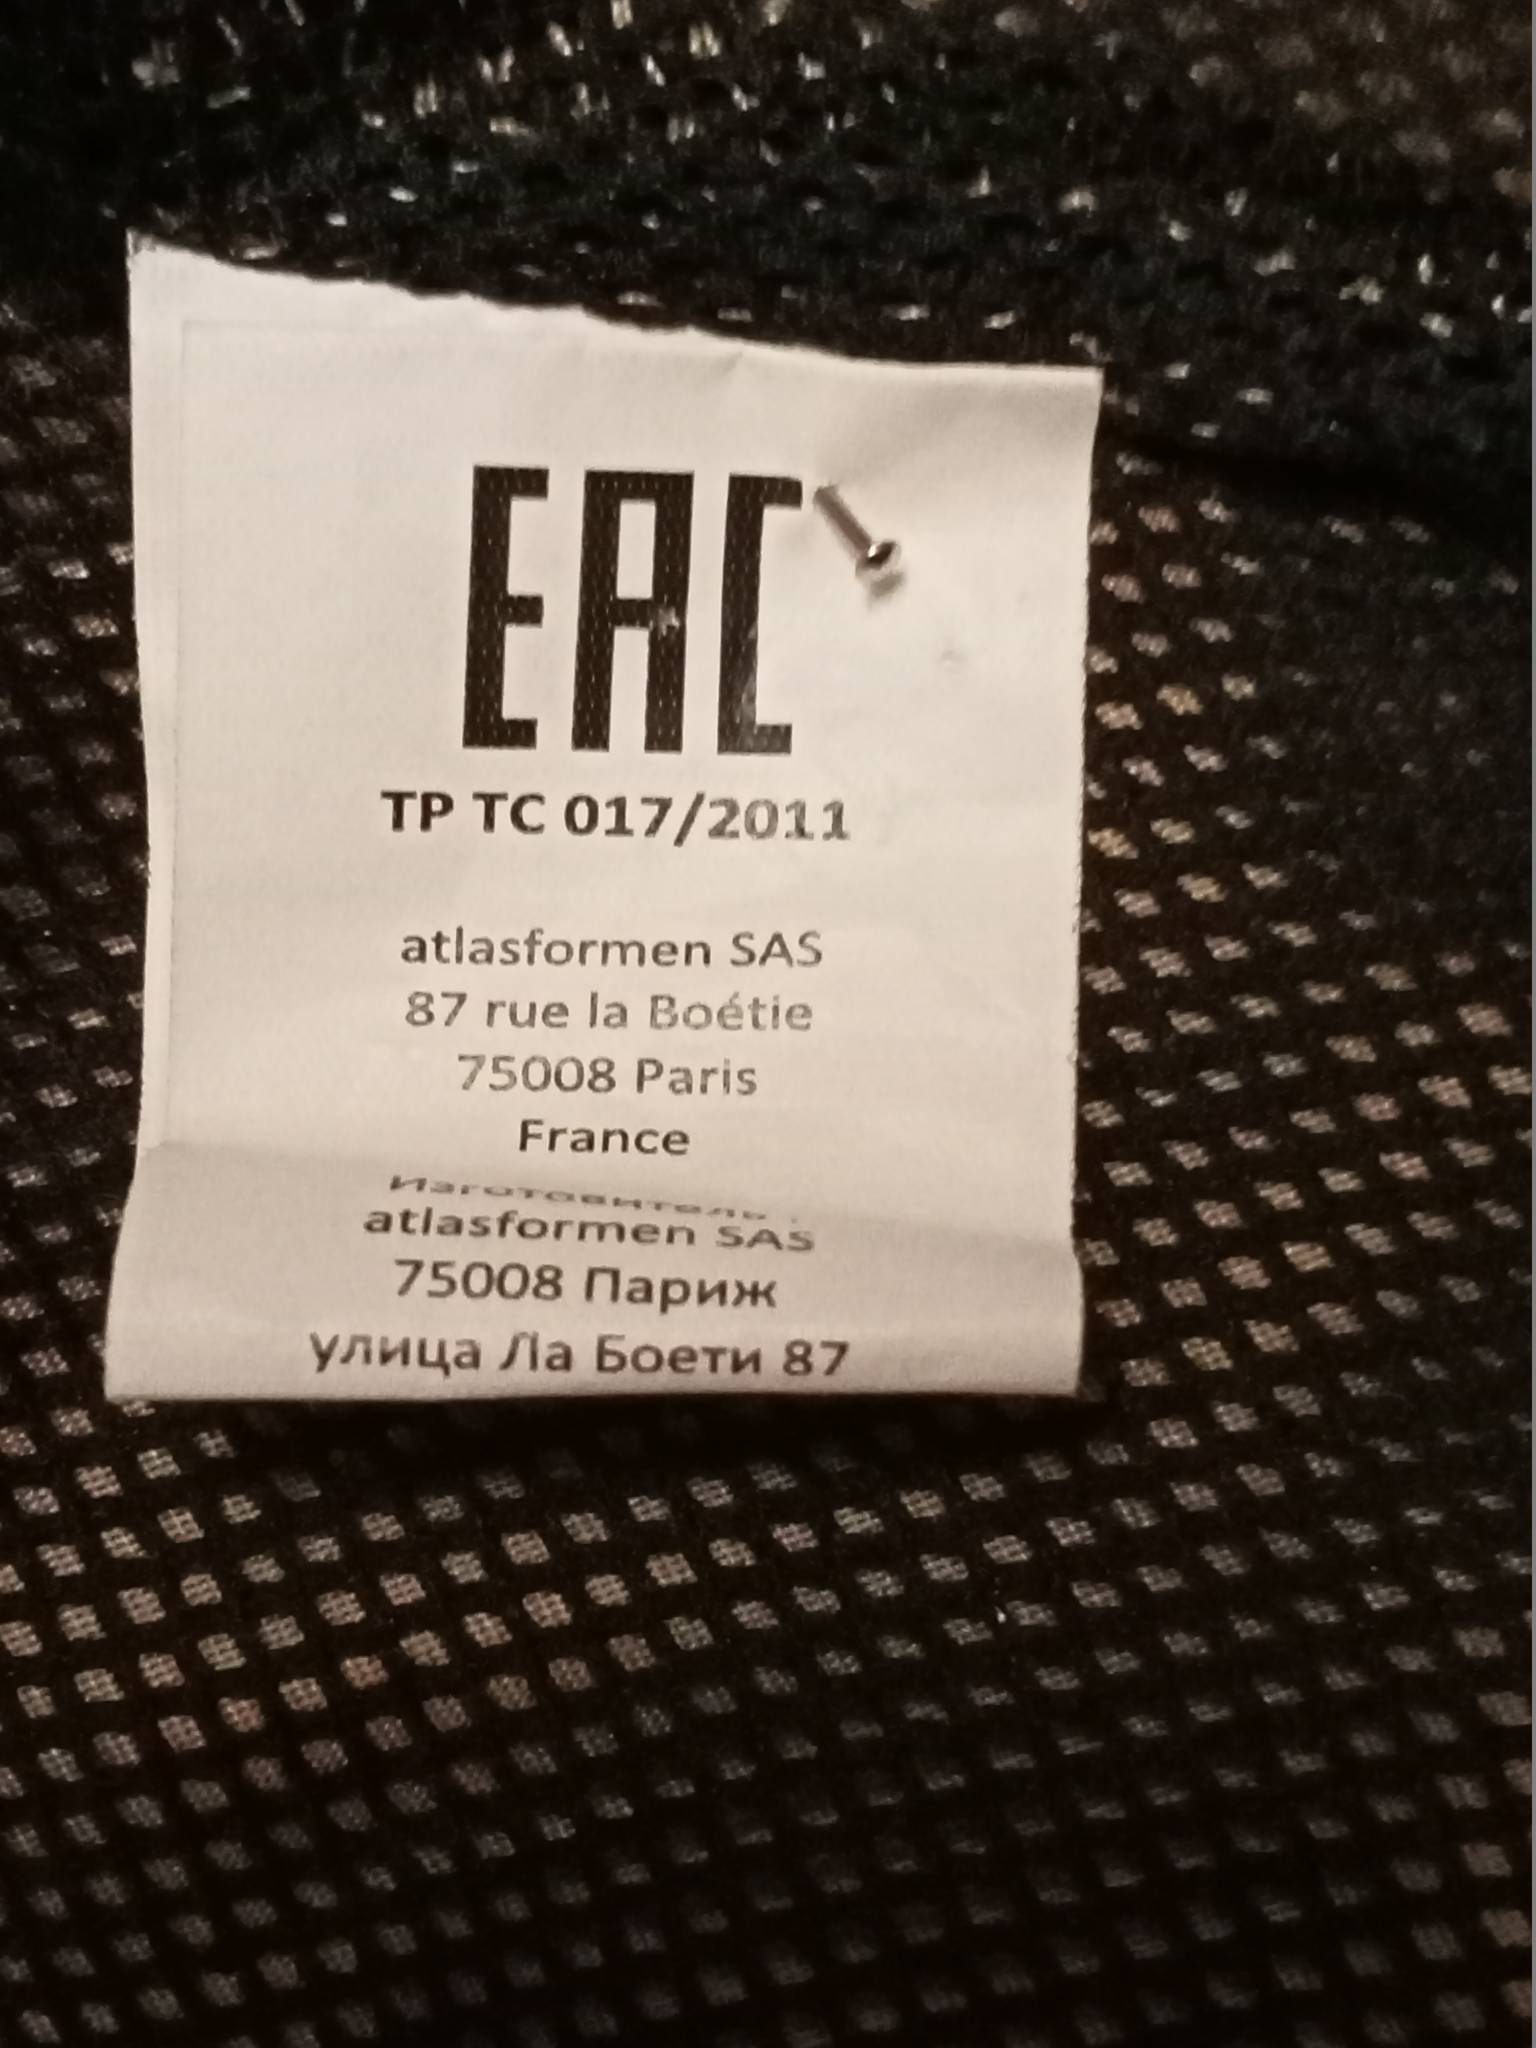 EAC
ТР ТС 017/2011
atlasformen SAS
87 rue la Boétie
75008 Paris
France
Изготовитель :
atlasformen SAS
75008 Париж
улица Ла Боети 87